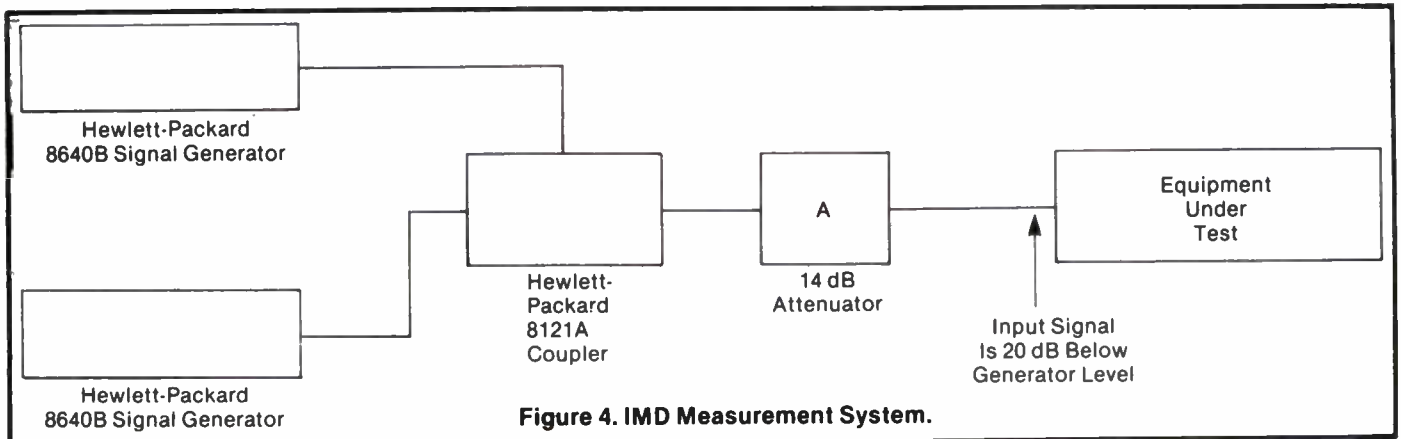 Hewlett-Packard
8640B Signal Generator
Hewlett-
Packard
8121A
Coupler
A
14 dB
Attenuator
Equipment
Under
Test
Input Signal
Is 20 dB Below
Generator Level
Hewlett-Packard
8640B Signal Generator
Figure 4. IMD Measurement System.